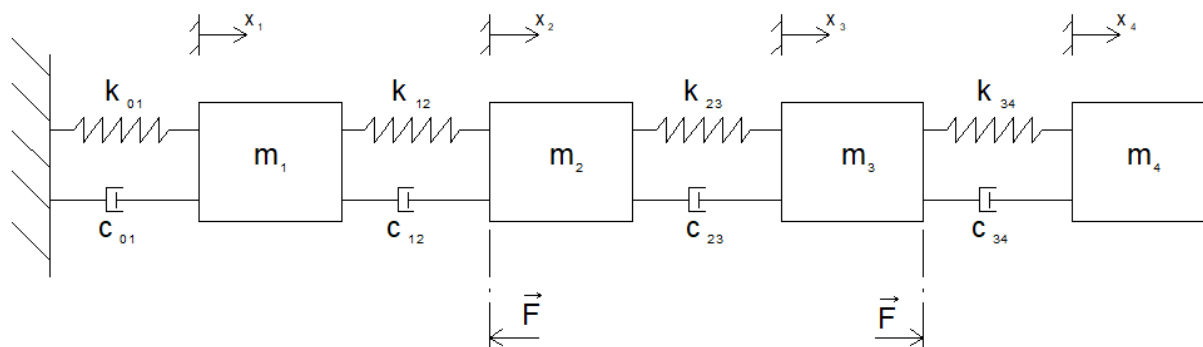 x₁ x₂ x₃ x₄
k₀₁ k₁₂ k₂₃ k₃₄
m₁ m₂ m₃ m₄
c₀₁ c₁₂ c₂₃ c₃₄
F⃗ F⃗